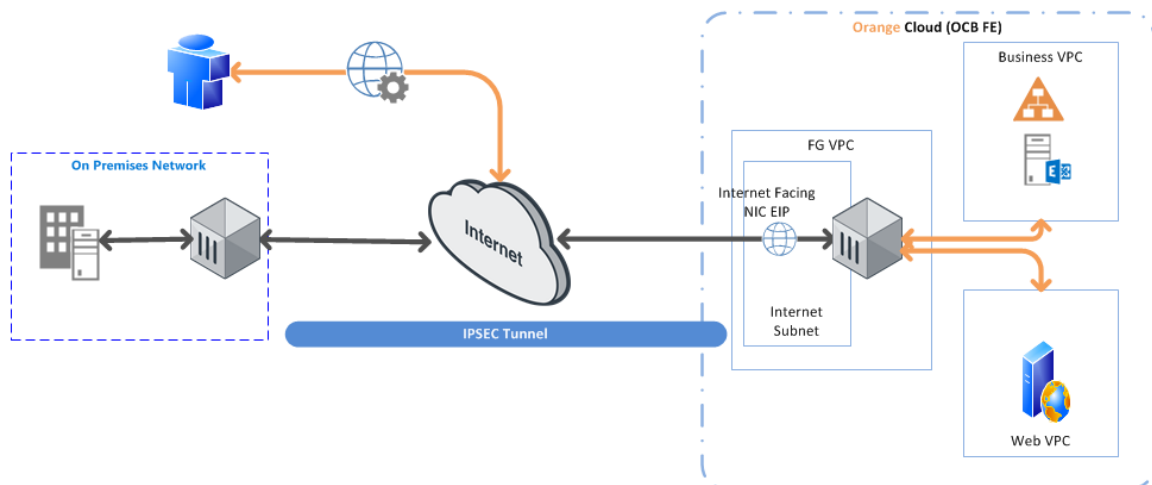 Orange Cloud (OCB FE)
Business VPC
On Premises Network
FG VPC
Internet Facing
NIC EIP
Internet
Internet
Subnet
IPSEC Tunnel
Web VPC